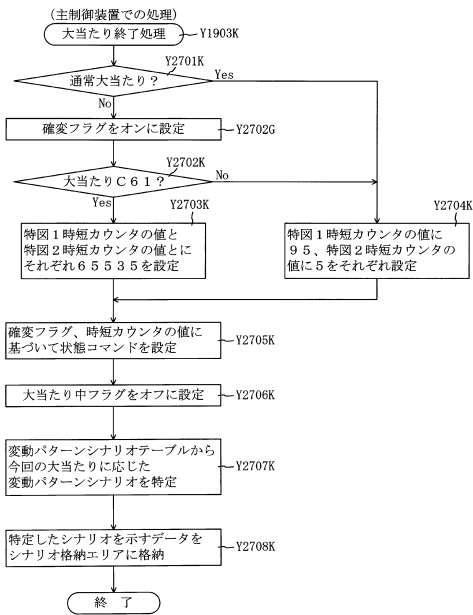 (主制御装置での処理)
大当たり終了処理
Y1903K
Y2701K
通常大当たり？
Yes
No
確変フラグをオンに設定
Y2702G
Y2702K
大当たりＣ６１？
No
Yes
Y2703K
特図１時短カウンタの値と
特図２時短カウンタの値とに
それぞれ６５５３５を設定
Y2704K
特図１時短カウンタの値に
９５、特図２時短カウンタの
値に５をそれぞれ設定
確変フラグ、時短カウンタの値に
基づいて状態コマンドを設定
Y2705K
大当たり中フラグをオフに設定
Y2706K
変動パターンシナリオテーブルから
今回の大当たりに応じた
変動パターンシナリオを特定
Y2707K
特定したシナリオを示すデータを
シナリオ格納エリアに格納
Y2708K
終 了